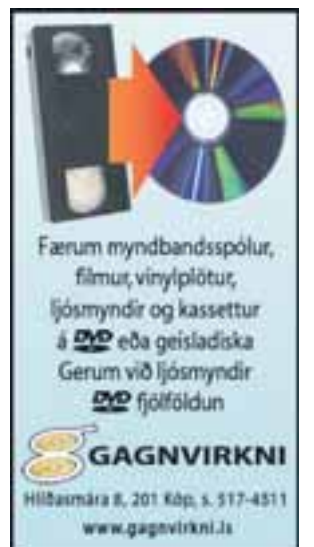 Færum myndbandsspólur,
filmur, vinylplötur,
ljósmyndir og kassettur
á DVD eða geisladiska
Gerum við ljósmyndir
DVD fjölföldun
GAGNVIRKNI
Hlíðasmára 8, 201 Kóp, s. 517-4511
www.gagnvirkni.is